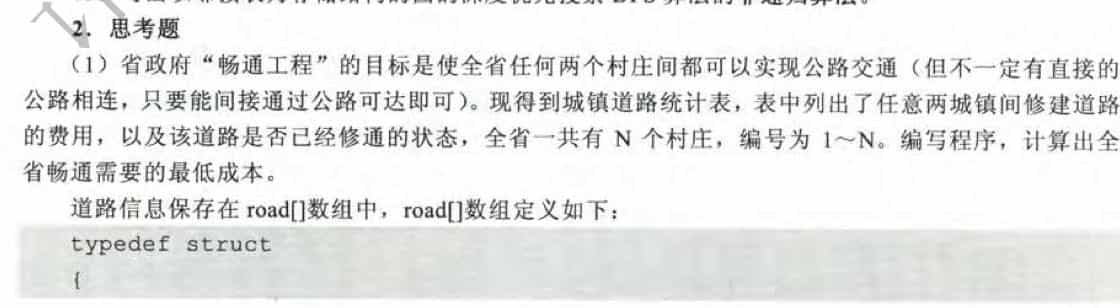 2. 思考题
（1）省政府“畅通工程”的目标是使全省任何两个村庄间都可以实现公路交通（但不一定有直接的
公路相连，只要能间接通过公路可达即可）。现得到城镇道路统计表，表中列出了任意两城镇间修建道路
的费用，以及该道路是否已经修通的状态，全省一共有 N 个村庄，编号为 1～N。编写程序，计算出全
省畅通需要的最低成本。
道路信息保存在 road[]数组中，road[]数组定义如下：
typedef struct
{